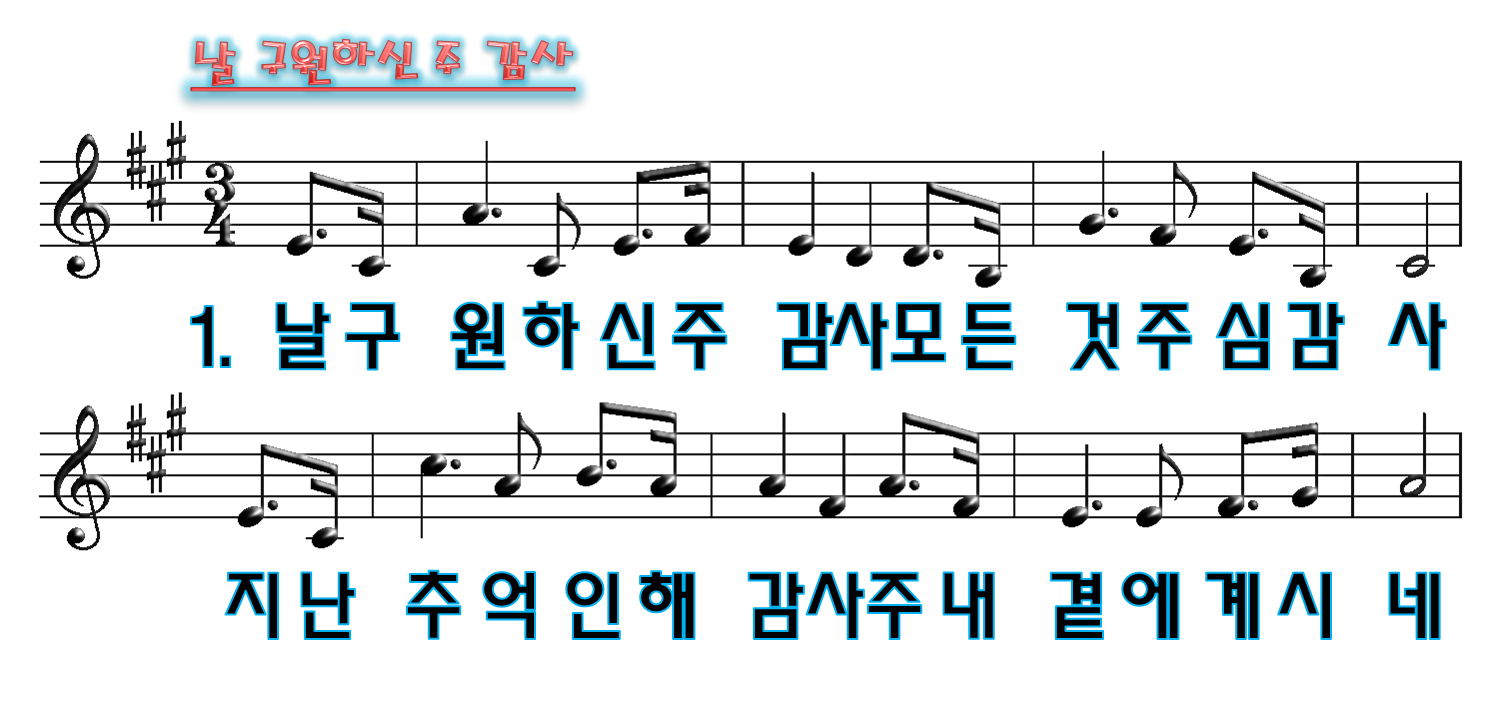 날 구원하신 주 감사
3
4
1. 날구 원하신주 감사모든 것주심감 사
지난 추억인해 감사주내 곁에계시 네